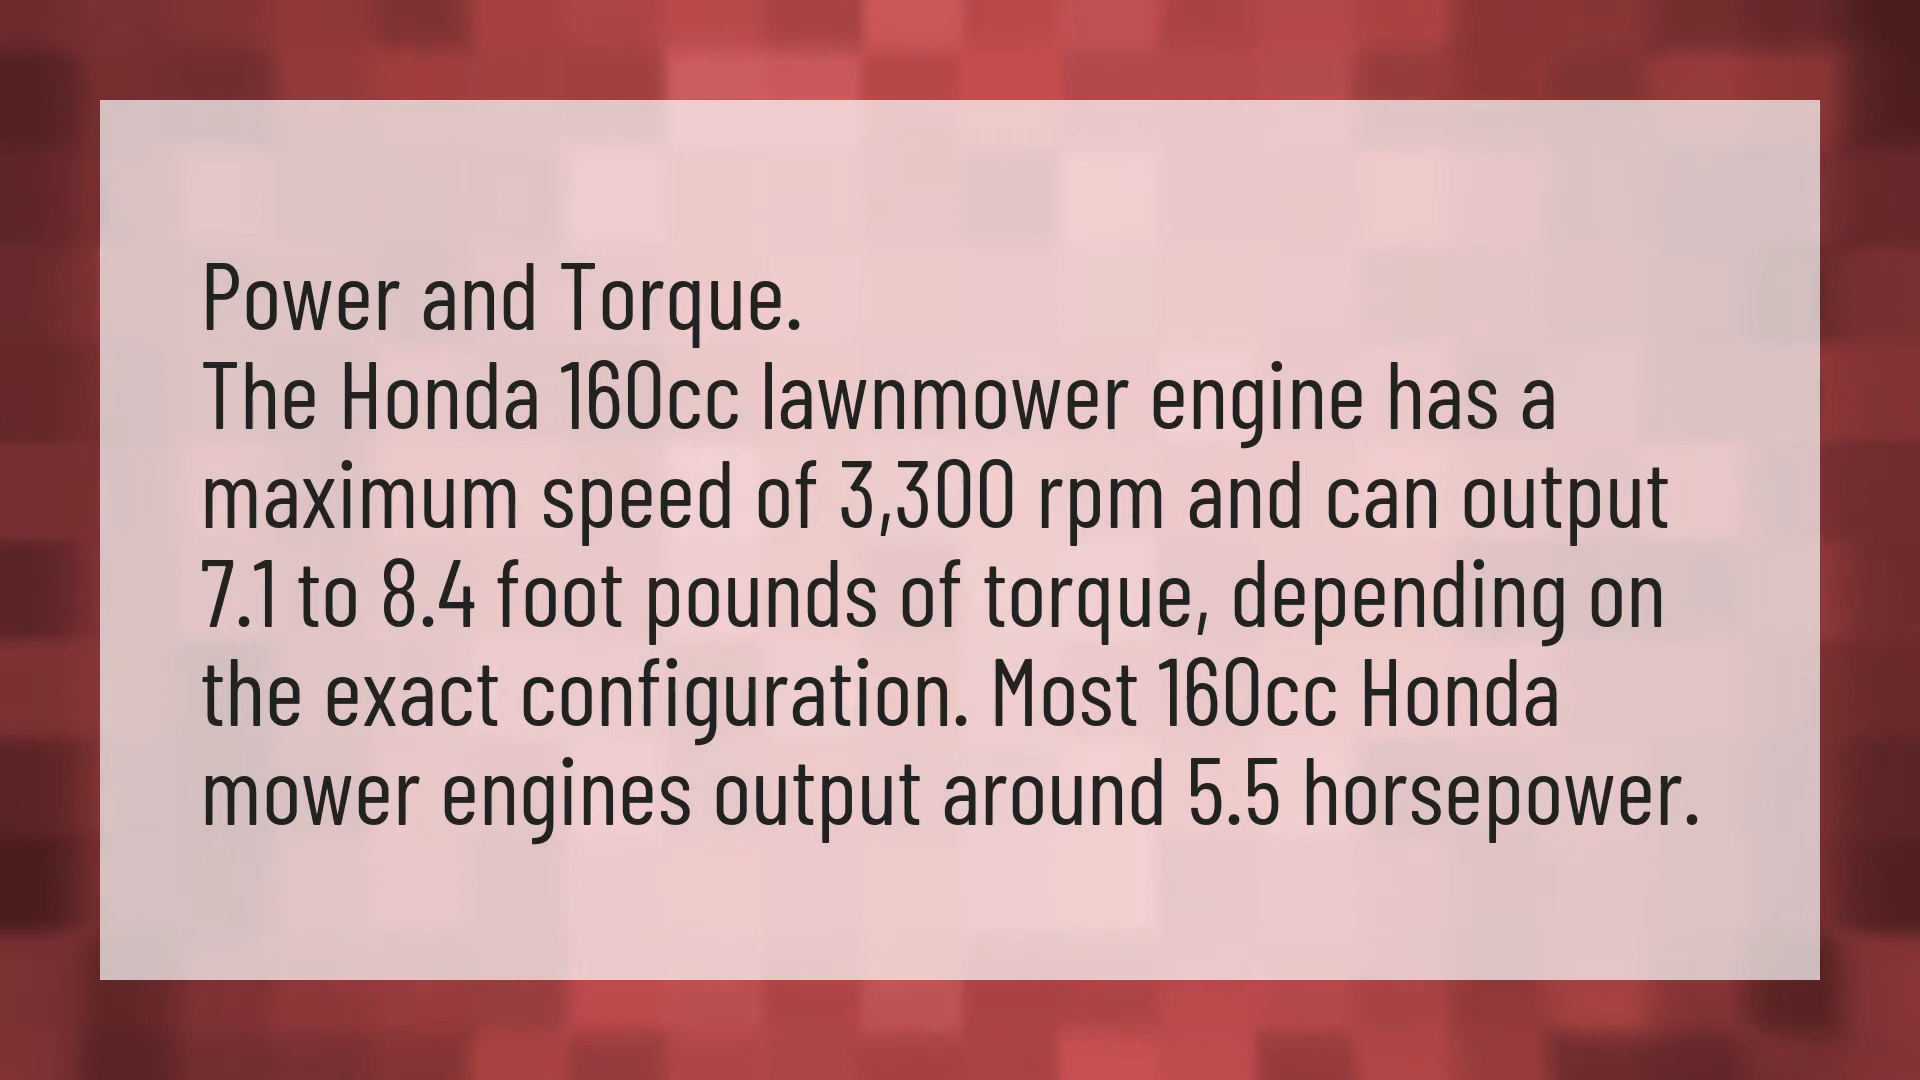 Power and Torque.
The Honda 160cc lawnmower engine has a
maximum speed of 3,300 rpm and can output
7.1 to 8.4 foot pounds of torque, depending on
the exact configuration. Most 160cc Honda
mower engines output around 5.5 horsepower.